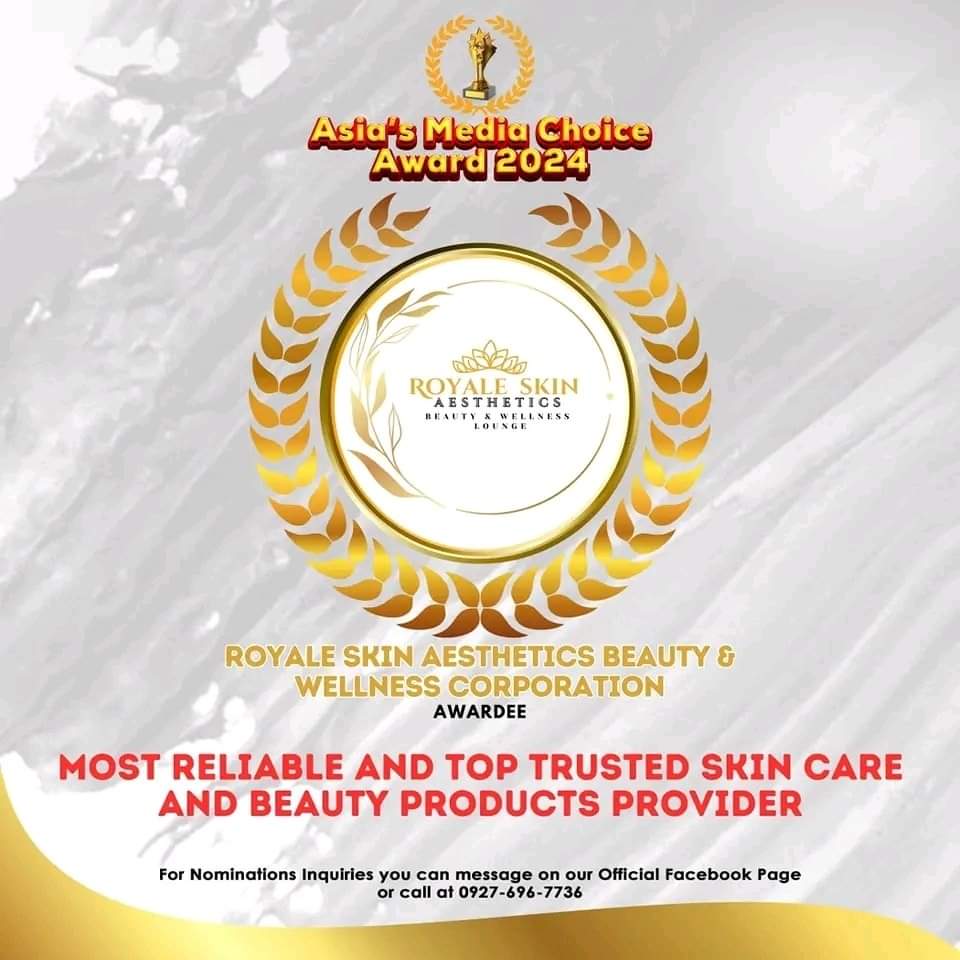 Asia's Media Choice
Award 2024
ROYALE SKIN
AESTHETICS
BEAUTY & WELLNESS
LOUNGE
ROYALE SKIN AESTHETICS BEAUTY &
WELLNESS CORPORATION
AWARDEE
MOST RELIABLE AND TOP TRUSTED SKIN CARE
AND BEAUTY PRODUCTS PROVIDER
For Nominations Inquiries you can message on our Official Facebook Page
or call at 0927-696-7736